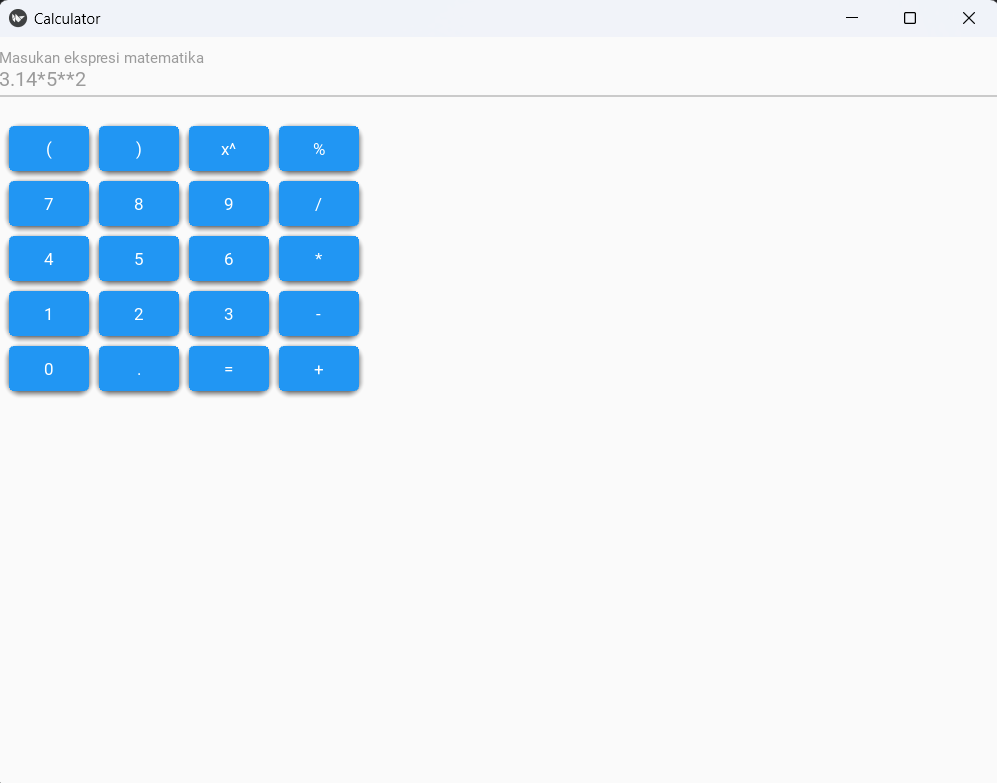 Calculator
Masukan ekspresi matematika
3.14*5**2
( ) x^ %
7 8 9 /
4 5 6 *
1 2 3 -
0 . = +